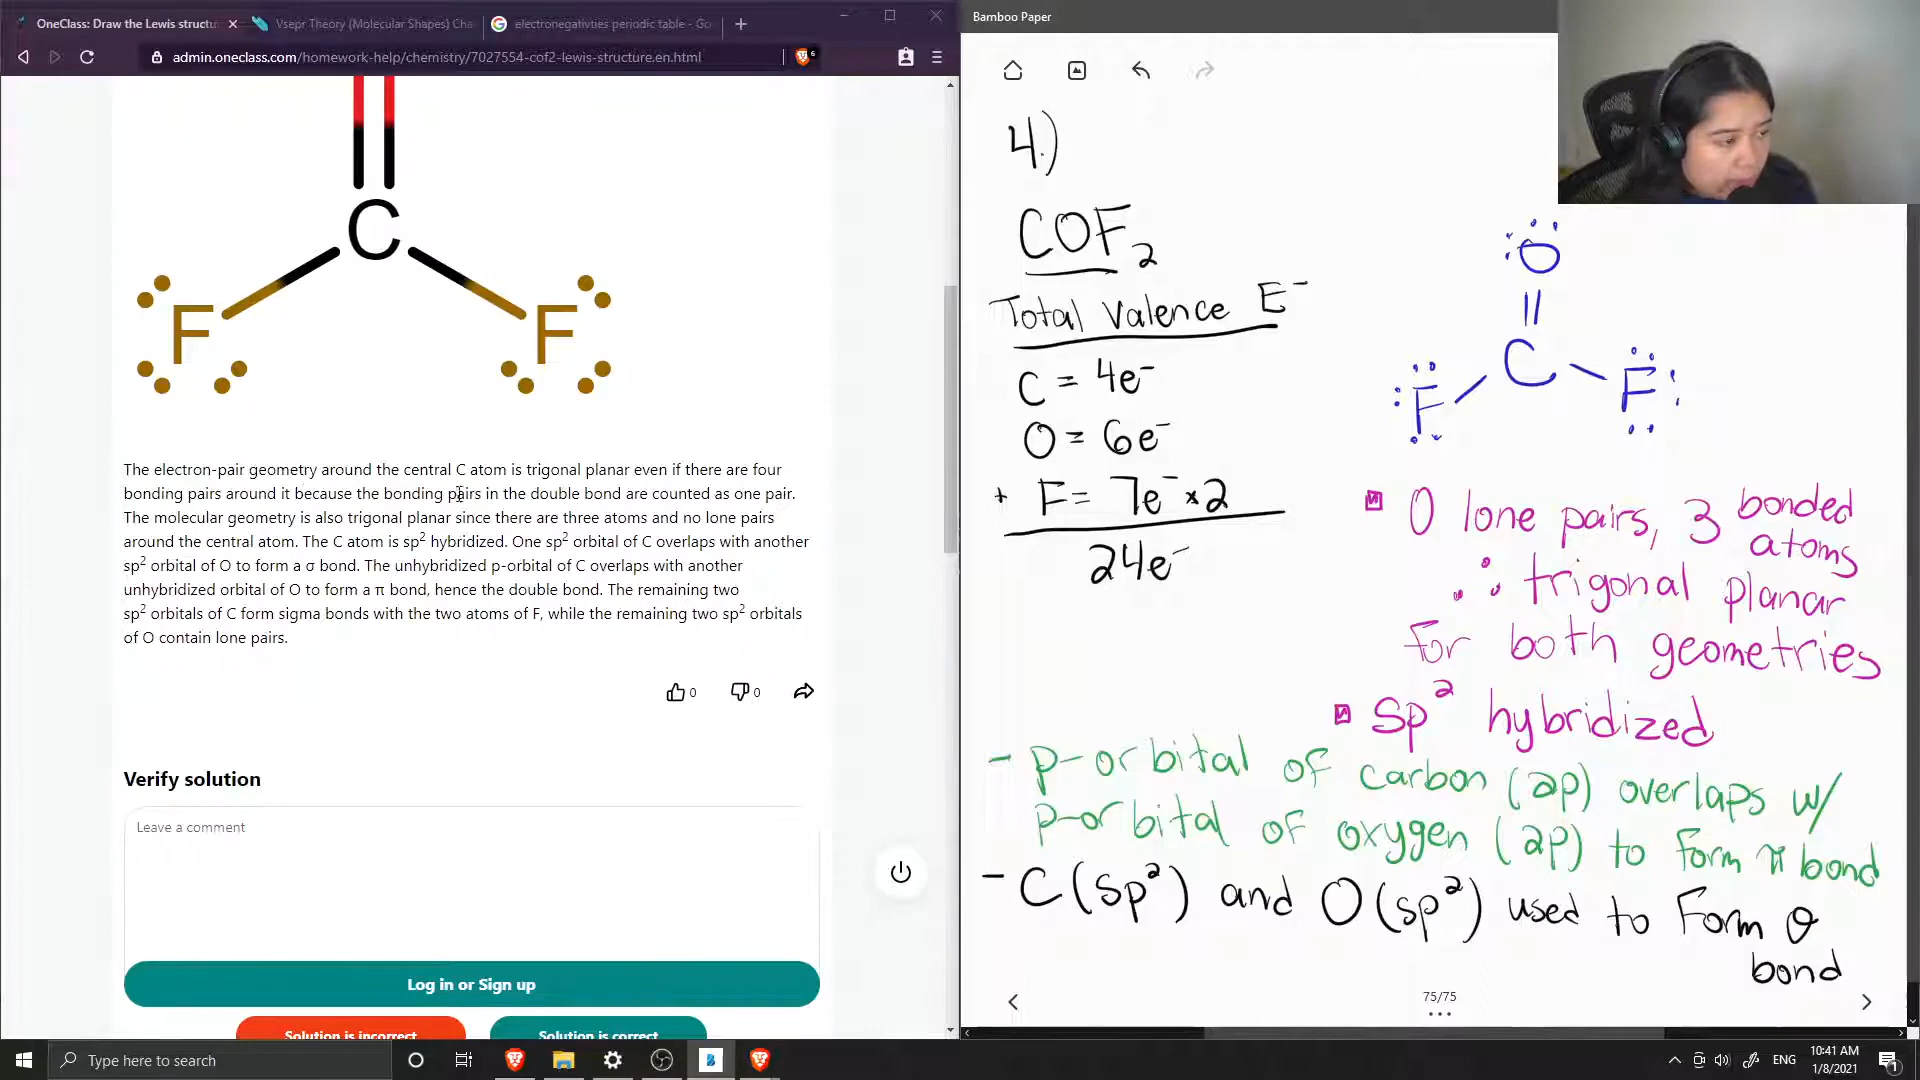 OneClass: Draw the Lewis structu
Vsepr Theory (Molecular Shapes) Cha
electronegativties periodic table - Go
admin.oneclass.com/homework-help/chemistry/7027554-cof2-lewis-structure.en.html
6
C
F
F
The electron-pair geometry around the central C atom is trigonal planar even if there are four
bonding pairs around it because the bonding pairs in the double bond are counted as one pair.
The molecular geometry is also trigonal planar since there are three atoms and no lone pairs
around the central atom. The C atom is sp² hybridized. One sp² orbital of C overlaps with another
sp² orbital of O to form a σ bond. The unhybridized p-orbital of C overlaps with another
unhybridized orbital of O to form a π bond, hence the double bond. The remaining two
sp² orbitals of C form sigma bonds with the two atoms of F, while the remaining two sp² orbitals
of O contain lone pairs.
0
0
Verify solution
Leave a comment
Log in or Sign up
Solution is incorrect
Solution is correct
Bamboo Paper
4.)
COF₂
Total Valence E⁻
C = 4e⁻
O = 6e⁻
+ F = 7e⁻ × 2
24e⁻
O
C
F
F
0 lone pairs, 3 bonded
atoms
∴ trigonal planar
for both geometries
sp² hybridized
- p-orbital of carbon (2p) overlaps w/
p-orbital of oxygen (2p) to form π bond
- C(sp²) and O(sp²) used to form σ
bond
75/75
Type here to search
ENG
10:41 AM
1/8/2021
1